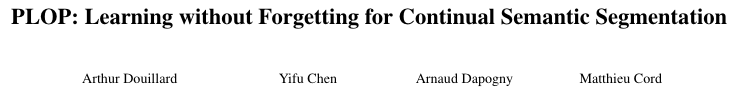 PLOP: Learning without Forgetting for Continual Semantic Segmentation
Arthur Douillard Yifu Chen Arnaud Dapogny Matthieu Cord